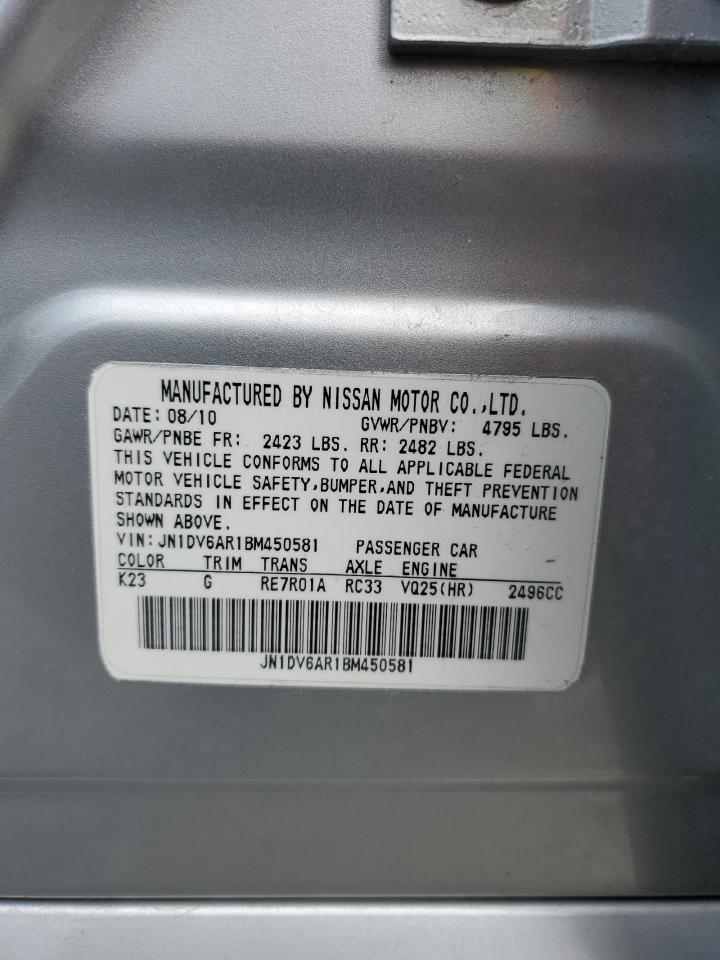 MANUFACTURED BY NISSAN MOTOR CO.,LTD.
DATE: 08/10 GVWR/PNBV: 4795 LBS.
GAWR/PNBE FR: 2423 LBS. RR: 2482 LBS.
THIS VEHICLE CONFORMS TO ALL APPLICABLE FEDERAL
MOTOR VEHICLE SAFETY,BUMPER,AND THEFT PREVENTION
STANDARDS IN EFFECT ON THE DATE OF MANUFACTURE
SHOWN ABOVE.
VIN: JN1DV6AR1BM450581 PASSENGER CAR
COLOR TRIM TRANS AXLE ENGINE
K23 G RE7R01A RC33 VQ25(HR) 2496CC
JN1DV6AR1BM450581